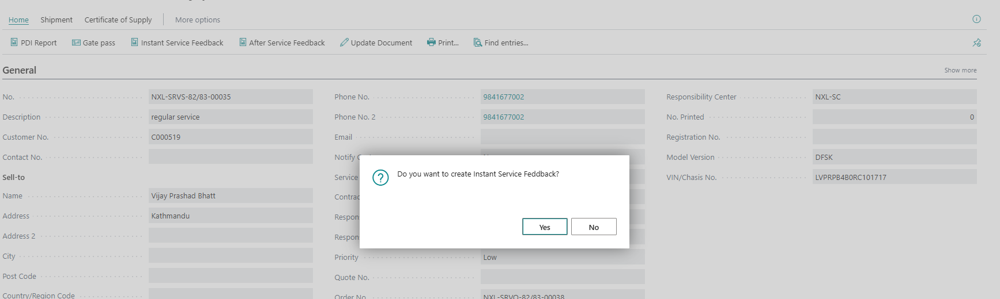 Home Shipment Certificate of Supply More options
PDI Report Gate pass Instant Service Feedback After Service Feedback Update Document Print... Find entries...
General Show more
No. NXL-SRVS-82/83-00035 Phone No. 9841677002 Responsibility Center NXL-SC
Description regular service Phone No. 2 9841677002 No. Printed 0
Customer No. C000519 Email Registration No.
Contact No. Notify Model Version DFSK
Do you want to create Instant Service Feddback?
Sell-to Service VIN/Chasis No. LVPRPB4B0RC101717
Name Vijay Prashad Bhatt
Address Kathmandu
Yes No
Address 2
City Priority Low
Post Code Quote No.
Country/Region Code Order No. NXL-SRVO-82/83-00038